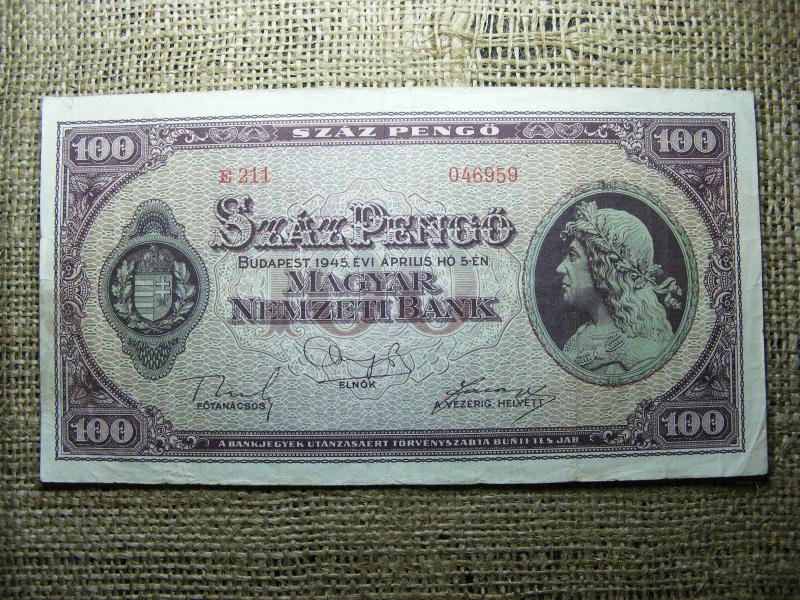 SZÁZ PENGŐ
100 100
211 046959
SZÁZ PENGŐ
BUDAPEST 1945. ÉVI ÁPRILIS HÓ 5-ÉN
MAGYAR
NEMZETI BANK
FŐTANÁCSOS ELNÖK A VEZÉRIG. HELYETT
100 100
A BANKJEGYEK UTÁNZÁSÁÉRT TÖRVÉNYSZABTA BÜNTETÉS JÁR